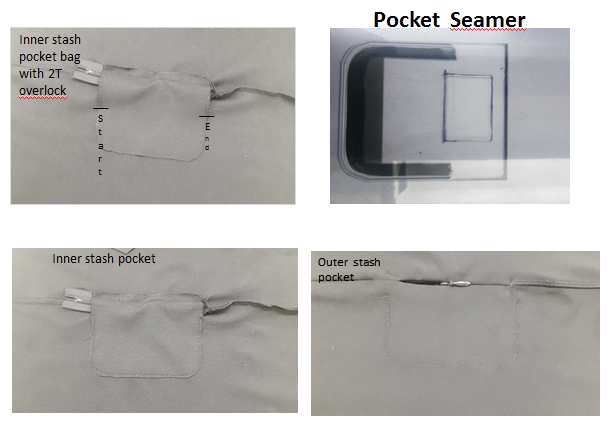 Pocket Seamer
Inner stash
pocket bag
with 2T
overlock
Start
End
Inner stash pocket
Outer stash
pocket